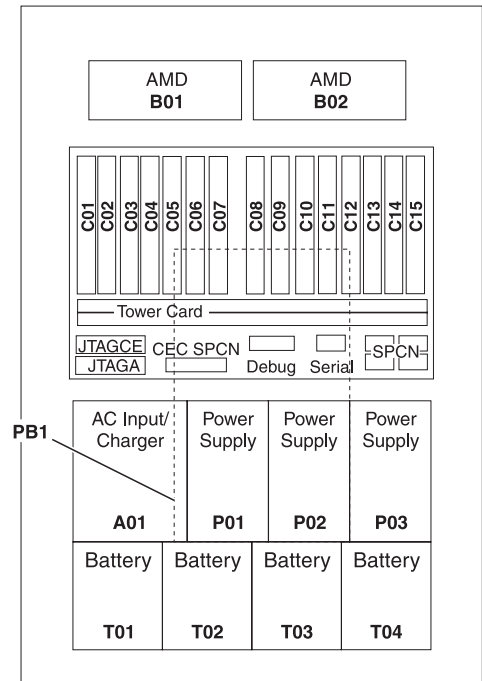 AMD
B01
AMD
B02
C01
C02
C03
C04
C05
C06
C07
C08
C09
C10
C11
C12
C13
C14
C15
Tower Card
JTAGCE
JTAGA
CEC SPCN
Debug
Serial
SPCN
PB1
AC Input/
Charger
A01
Power
Supply
P01
Power
Supply
P02
Power
Supply
P03
Battery
T01
Battery
T02
Battery
T03
Battery
T04